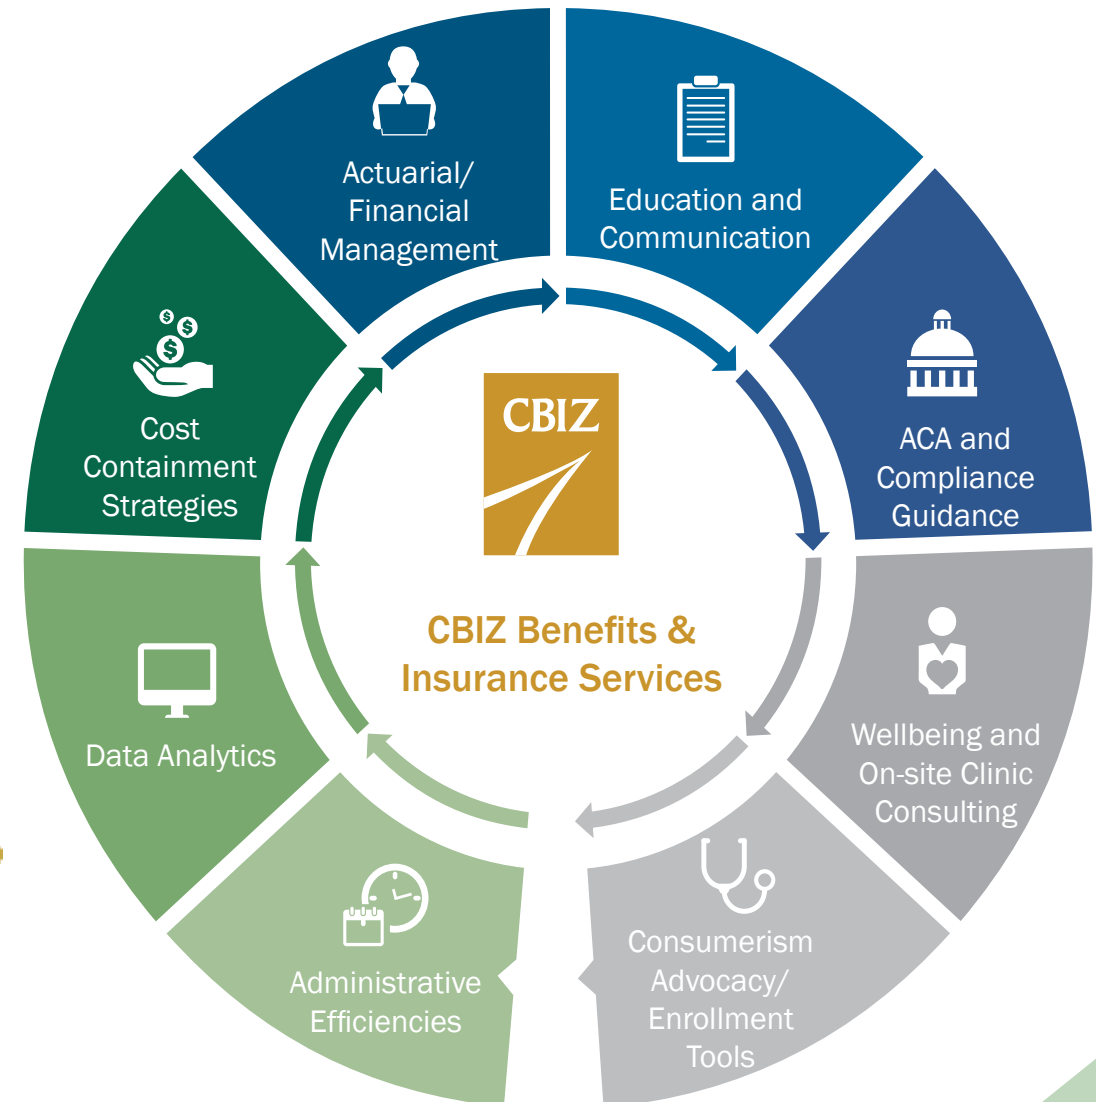 Actuarial/
Financial
Management
Education and
Communication
ACA and
Compliance
Guidance
Wellbeing and
On-site Clinic
Consulting
Consumerism
Advocacy/
Enrollment
Tools
Administrative
Efficiencies
Data Analytics
Cost
Containment
Strategies
$
$
$
CBIZ
CBIZ Benefits &
Insurance Services